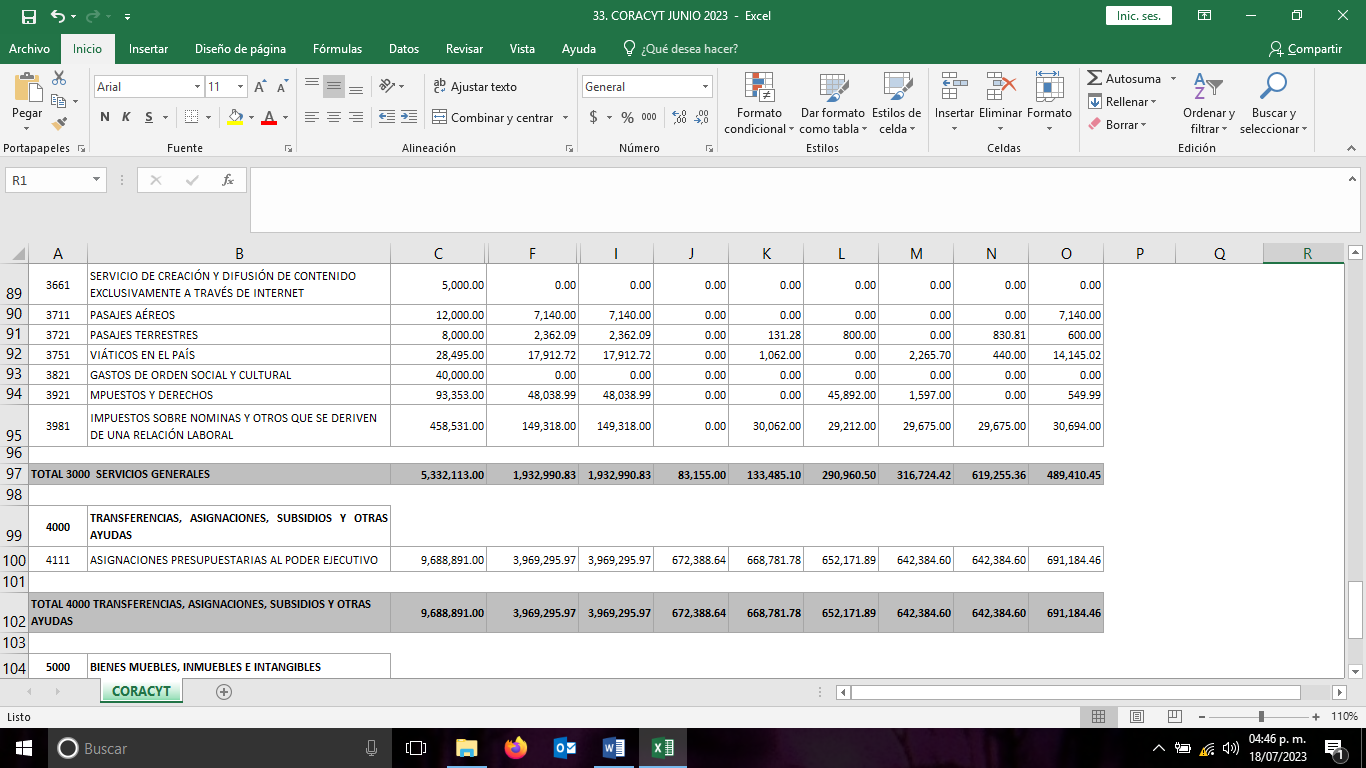 33. CORACYT JUNIO 2023 - Excel
Inic. ses.
Archivo Inicio Insertar Diseño de página Fórmulas Datos Revisar Vista Ayuda ¿Qué desea hacer? Compartir
Pegar
Arial 11
N K S
Ajustar texto
Combinar y centrar
General
$ % 000
Formato condicional
Dar formato como tabla
Estilos de celda
Insertar Eliminar Formato
Autosuma
Rellenar
Borrar
Ordenar y filtrar
Buscar y seleccionar
Portapapeles Fuente Alineación Número Estilos Celdas Edición
R1 fx
A B C F I J K L M N O P Q R
89 3661 SERVICIO DE CREACIÓN Y DIFUSIÓN DE CONTENIDO
EXCLUSIVAMENTE A TRAVÉS DE INTERNET 5,000.00 0.00 0.00 0.00 0.00 0.00 0.00 0.00 0.00
90 3711 PASAJES AÉREOS 12,000.00 7,140.00 7,140.00 0.00 0.00 0.00 0.00 0.00 7,140.00
91 3721 PASAJES TERRESTRES 8,000.00 2,362.09 2,362.09 0.00 131.28 800.00 0.00 830.81 600.00
92 3751 VIÁTICOS EN EL PAÍS 28,495.00 17,912.72 17,912.72 0.00 1,062.00 0.00 2,265.70 440.00 14,145.02
93 3821 GASTOS DE ORDEN SOCIAL Y CULTURAL 40,000.00 0.00 0.00 0.00 0.00 0.00 0.00 0.00 0.00
94 3921 MPUESTOS Y DERECHOS 93,353.00 48,038.99 48,038.99 0.00 0.00 45,892.00 1,597.00 0.00 549.99
95 3981 IMPUESTOS SOBRE NOMINAS Y OTROS QUE SE DERIVEN
DE UNA RELACIÓN LABORAL 458,531.00 149,318.00 149,318.00 0.00 30,062.00 29,212.00 29,675.00 29,675.00 30,694.00
96
97 TOTAL 3000 SERVICIOS GENERALES 5,332,113.00 1,932,990.83 1,932,990.83 83,155.00 133,485.10 290,960.50 316,724.42 619,255.36 489,410.45
98
99 4000 TRANSFERENCIAS, ASIGNACIONES, SUBSIDIOS Y OTRAS
AYUDAS
100 4111 ASIGNACIONES PRESUPUESTARIAS AL PODER EJECUTIVO 9,688,891.00 3,969,295.97 3,969,295.97 672,388.64 668,781.78 652,171.89 642,384.60 642,384.60 691,184.46
101
102 TOTAL 4000 TRANSFERENCIAS, ASIGNACIONES, SUBSIDIOS Y OTRAS
AYUDAS 9,688,891.00 3,969,295.97 3,969,295.97 672,388.64 668,781.78 652,171.89 642,384.60 642,384.60 691,184.46
103
104 5000 BIENES MUEBLES, INMUEBLES E INTANGIBLES
CORACYT
Listo 110%
Buscar
04:46 p. m.
18/07/2023
1